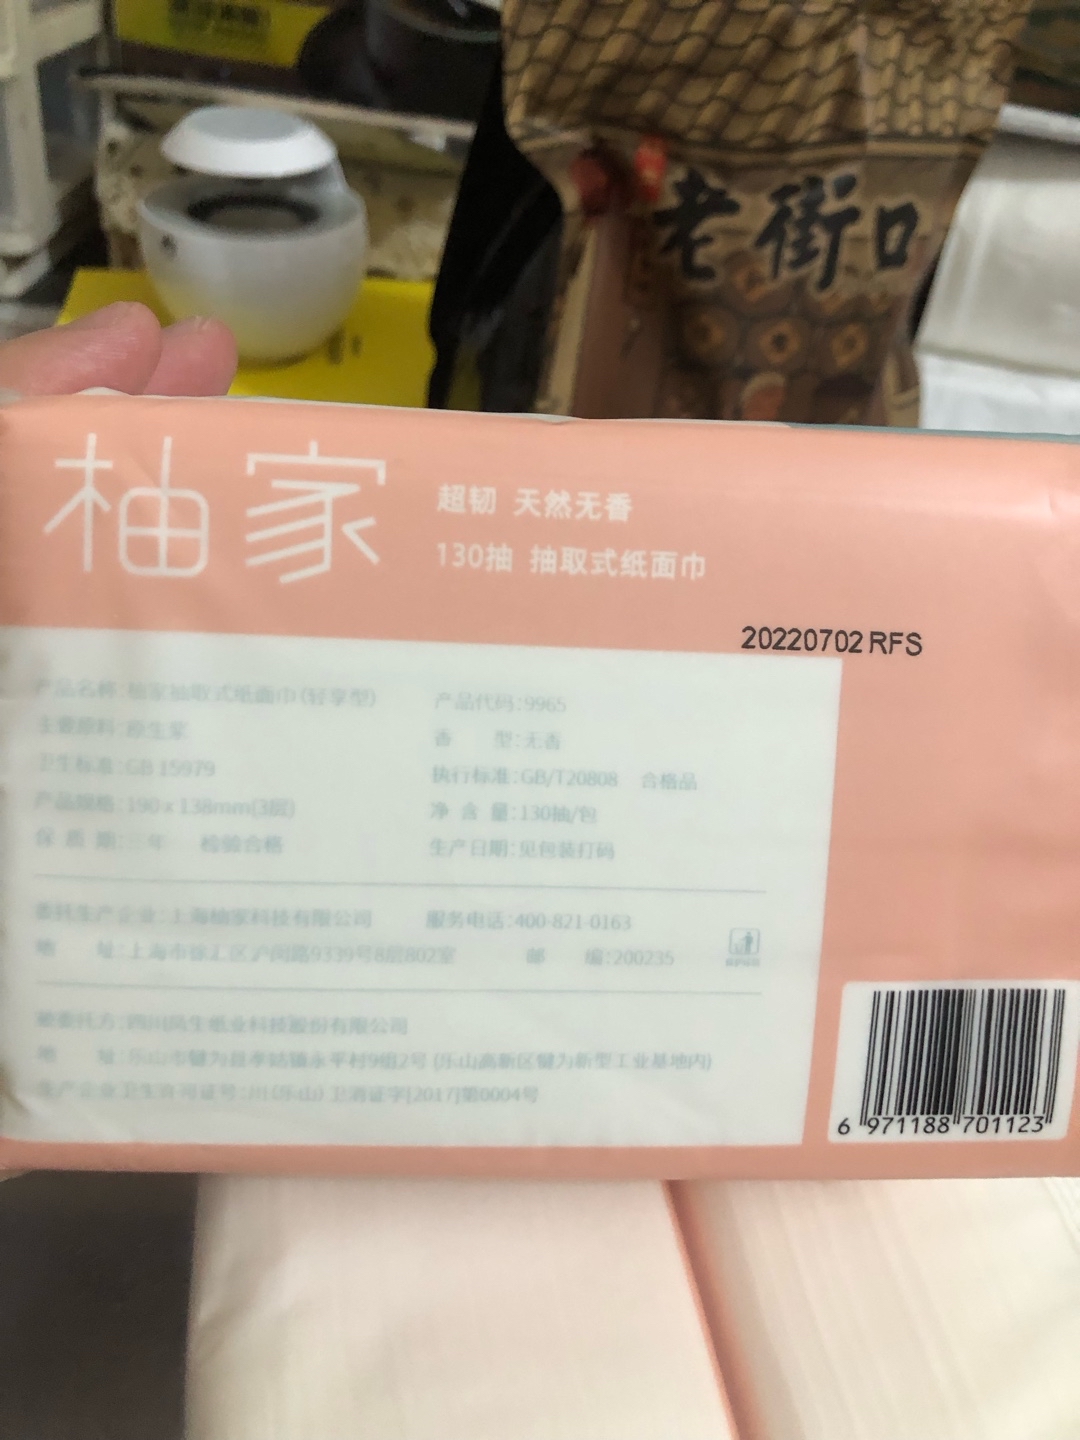 老街口
柚家
超韧 天然无香
130抽 抽取式纸面巾
20220702 RFS
产品名称:柚家抽取式纸面巾(轻享型) 产品代码:9965
主要原料:原生浆 香 型:无香
卫生标准:GB 15979 执行标准:GB/T20808 合格品
产品规格:190 x 138mm(3层) 净 含 量:130抽/包
保 质 期:三年 检验合格 生产日期:见包装打码
委托生产企业:上海柚家科技有限公司 服务电话:400-821-0163
地 址:上海市徐汇区沪闵路9339号8层802室 邮 编:200235
被委托方:四川凤生纸业科技股份有限公司
地 址:乐山市犍为县孝姑镇永平村9组2号 (乐山高新区犍为新型工业基地内)
生产企业卫生许可证号:川(乐山) 卫消证字[2017]第0004号
6 971188 701123